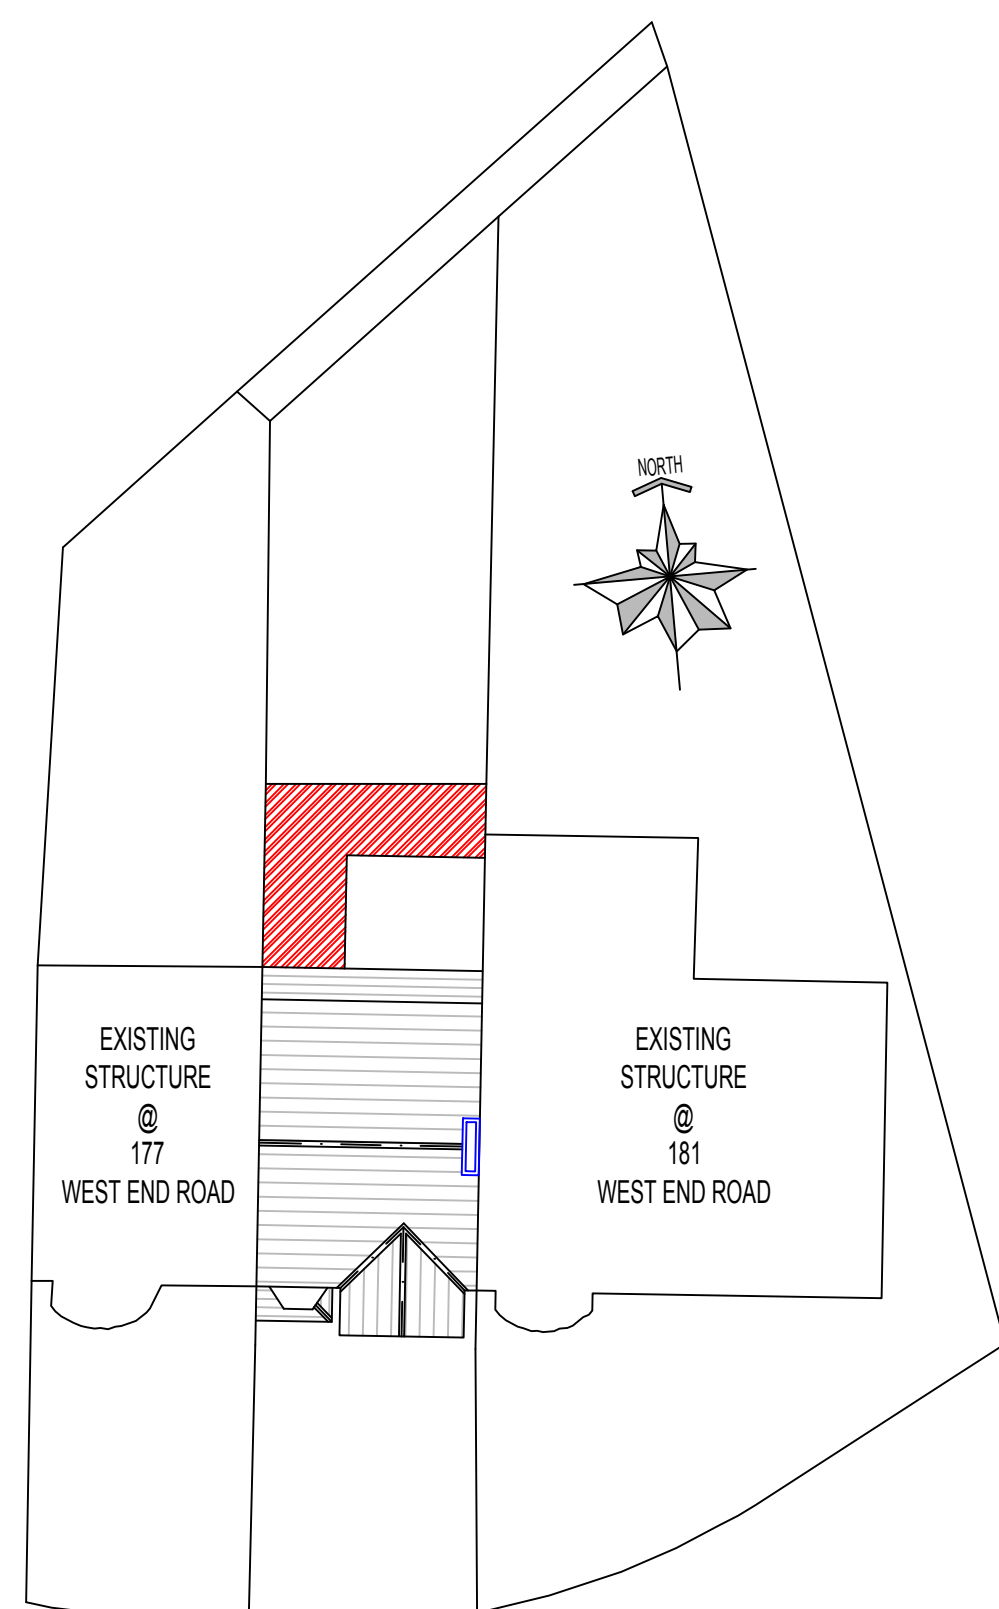 NORTH
EXISTING
STRUCTURE
@
177
WEST END ROAD
EXISTING
STRUCTURE
@
181
WEST END ROAD